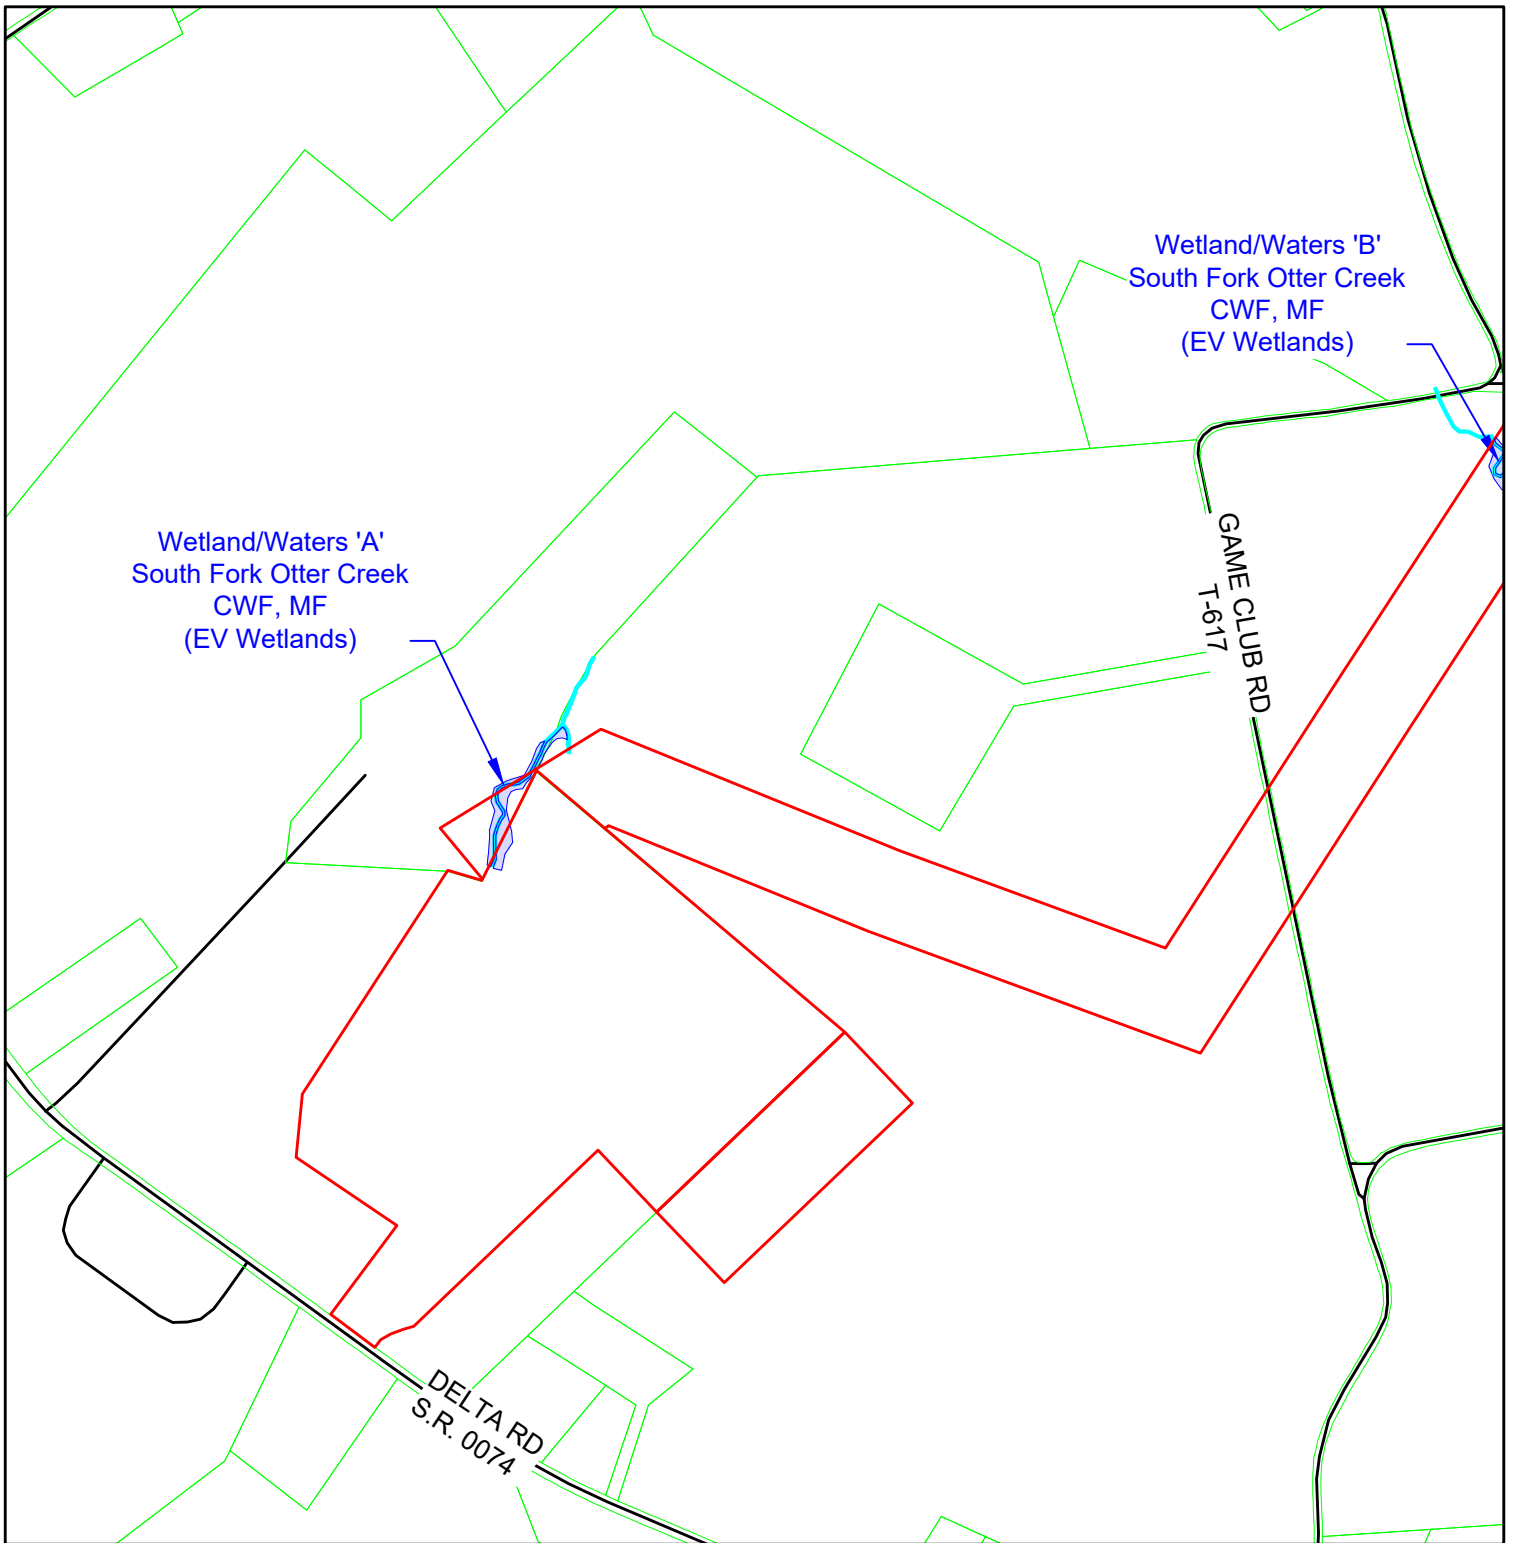 Wetland/Waters 'B'
South Fork Otter Creek
CWF, MF
(EV Wetlands)
Wetland/Waters 'A'
South Fork Otter Creek
CWF, MF
(EV Wetlands)
GAME CLUB RD
T-617
DELTA RD
S.R. 0074